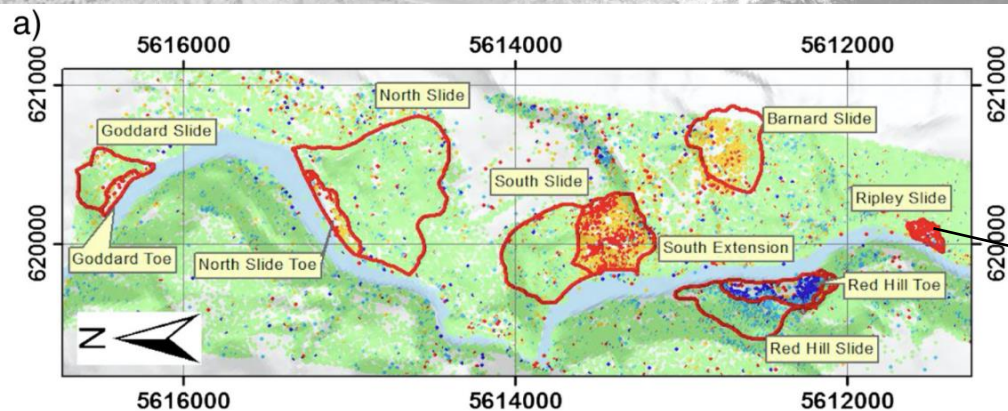 a)
5616000 5614000 5612000
621000
621000
North Slide
Goddard Slide
Barnard Slide
South Slide
Ripley Slide
620000
620000
South Extension
Goddard Toe
North Slide Toe
Red Hill Toe
N
Red Hill Slide
5616000 5614000 5612000